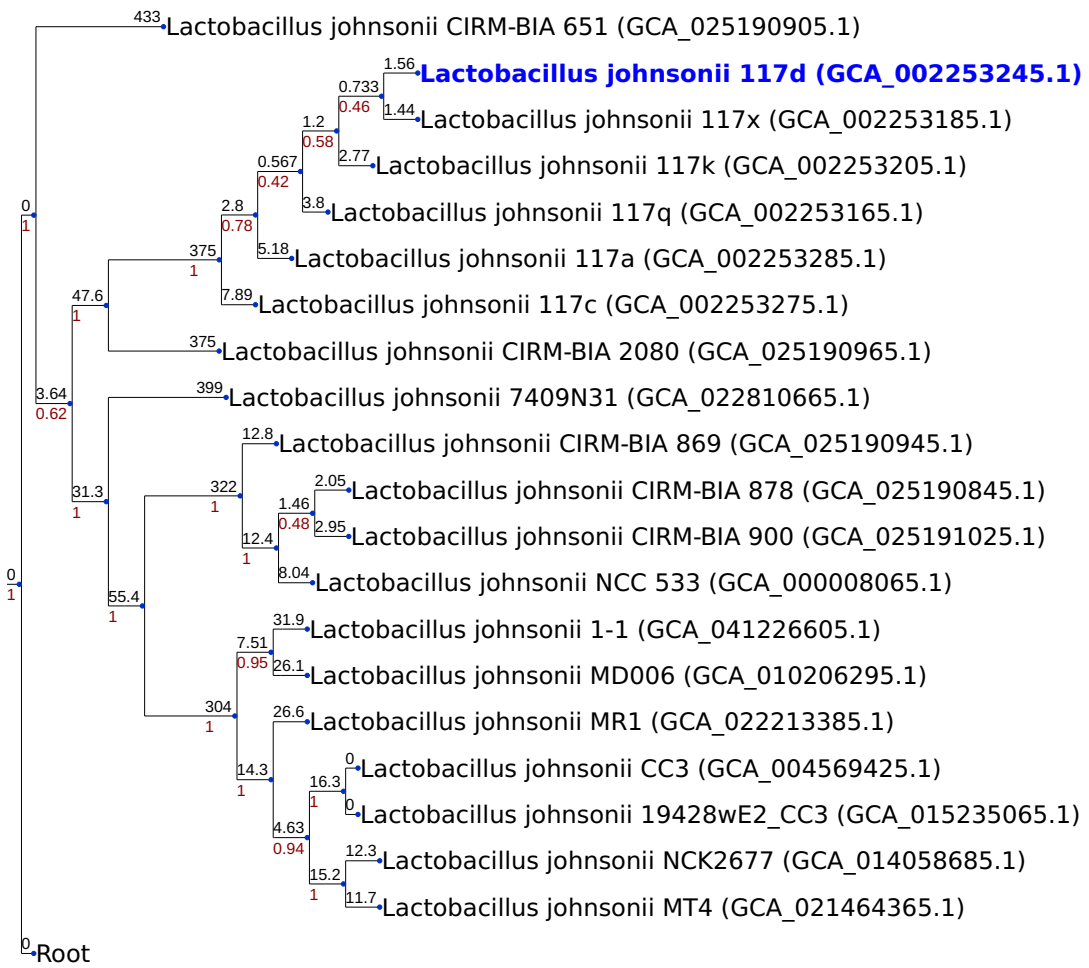 433
Lactobacillus johnsonii CIRM-BIA 651 (GCA_025190905.1)
1.56
Lactobacillus johnsonii 117d (GCA_002253245.1)
0.733
0.46
1.44
Lactobacillus johnsonii 117x (GCA_002253185.1)
1.2
0.58
2.77
Lactobacillus johnsonii 117k (GCA_002253205.1)
0.567
0.42
3.8
Lactobacillus johnsonii 117q (GCA_002253165.1)
0
1
2.8
0.78
5.18
Lactobacillus johnsonii 117a (GCA_002253285.1)
375
1
7.89
Lactobacillus johnsonii 117c (GCA_002253275.1)
47.6
1
375
Lactobacillus johnsonii CIRM-BIA 2080 (GCA_025190965.1)
3.64
0.62
399
Lactobacillus johnsonii 7409N31 (GCA_022810665.1)
12.8
Lactobacillus johnsonii CIRM-BIA 869 (GCA_025190945.1)
31.3
1
322
1
2.05
Lactobacillus johnsonii CIRM-BIA 878 (GCA_025190845.1)
1.46
0.48
2.95
Lactobacillus johnsonii CIRM-BIA 900 (GCA_025191025.1)
12.4
1
8.04
Lactobacillus johnsonii NCC 533 (GCA_000008065.1)
0
1
55.4
1
31.9
Lactobacillus johnsonii 1-1 (GCA_041226605.1)
7.51
0.95
26.1
Lactobacillus johnsonii MD006 (GCA_010206295.1)
304
1
26.6
Lactobacillus johnsonii MR1 (GCA_022213385.1)
14.3
1
0
Lactobacillus johnsonii CC3 (GCA_004569425.1)
16.3
1
0
Lactobacillus johnsonii 19428wE2_CC3 (GCA_015235065.1)
4.63
0.94
12.3
Lactobacillus johnsonii NCK2677 (GCA_014058685.1)
15.2
1
11.7
Lactobacillus johnsonii MT4 (GCA_021464365.1)
0
Root